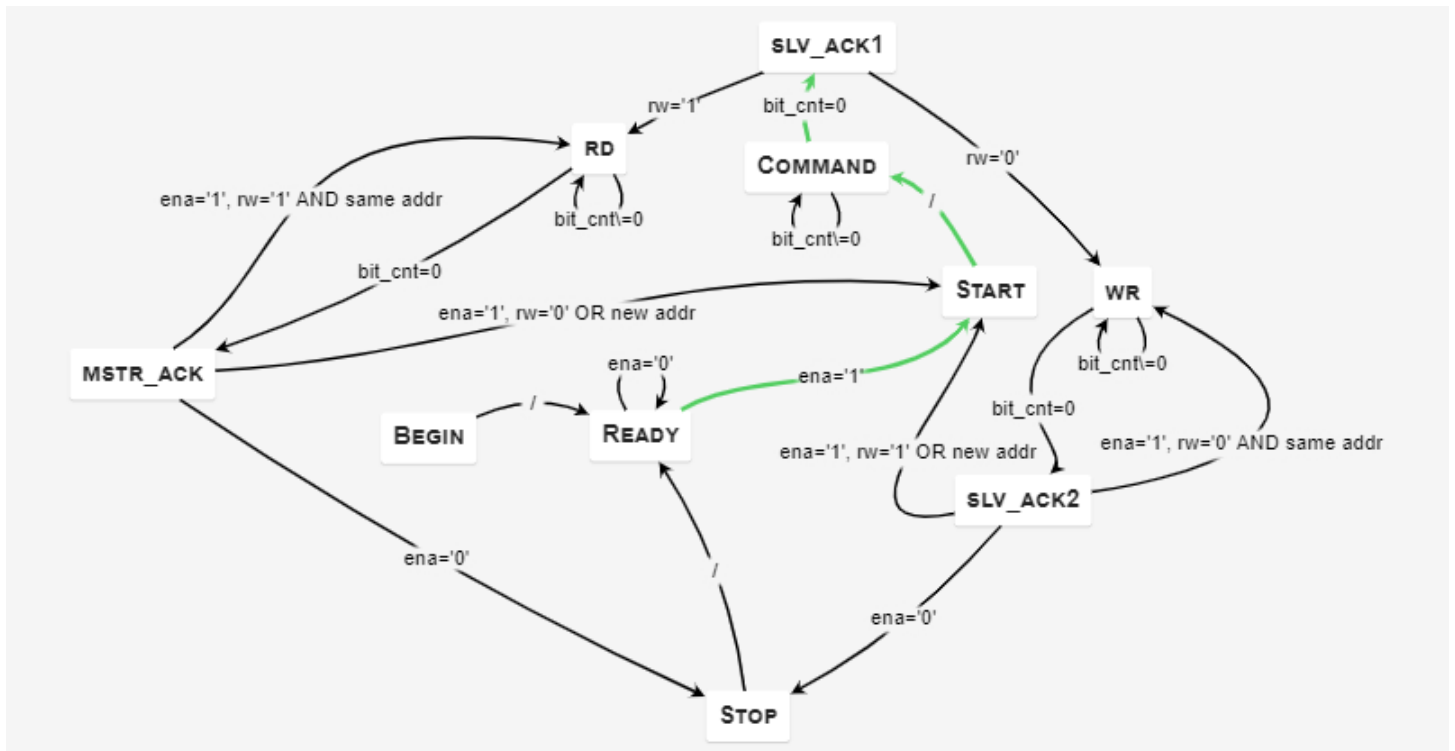 SLV_ACK1
bit_cnt=0
rw='1'
RD
COMMAND
rw='0'
ena='1', rw='1' AND same addr
/
bit_cnt\=0
bit_cnt\=0
bit_cnt=0
START
WR
ena='1', rw='0' OR new addr
MSTR_ACK
ena='0'
ena='1'
bit_cnt\=0
/
BEGIN
READY
bit_cnt=0
ena='1', rw='1' OR new addr
ena='1', rw='0' AND same addr
SLV_ACK2
ena='0'
/
ena='0'
STOP